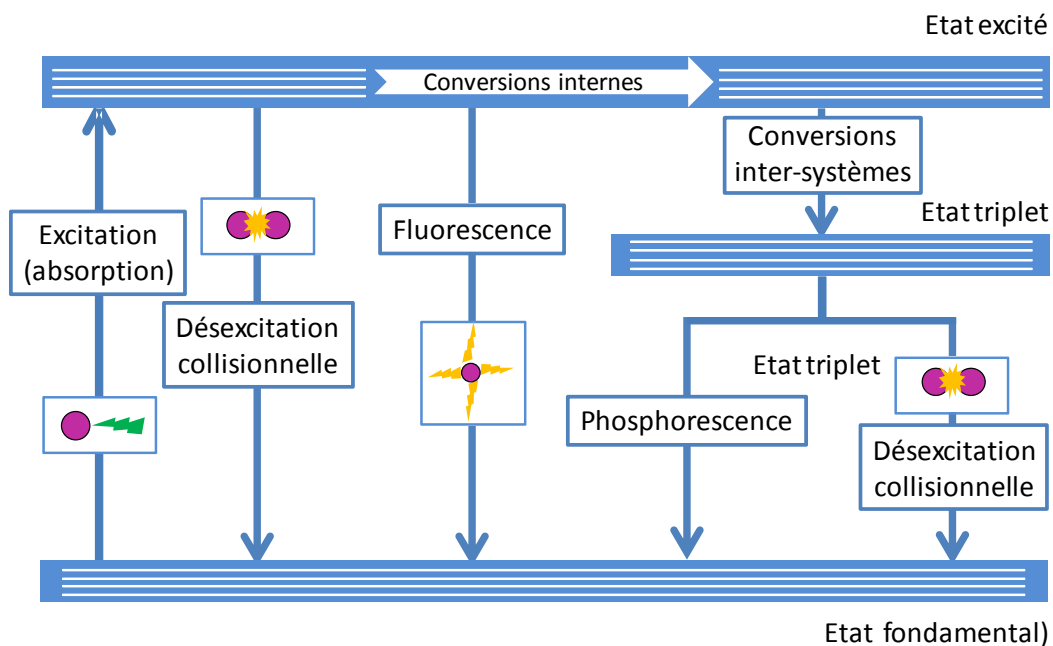 Etat excité
Conversions internes
Conversions
inter-systèmes
Etat triplet
Excitation
(absorption)
Fluorescence
Désexcitation
collisionnelle
Etat triplet
Phosphorescence
Désexcitation
collisionnelle
Etat fondamental)